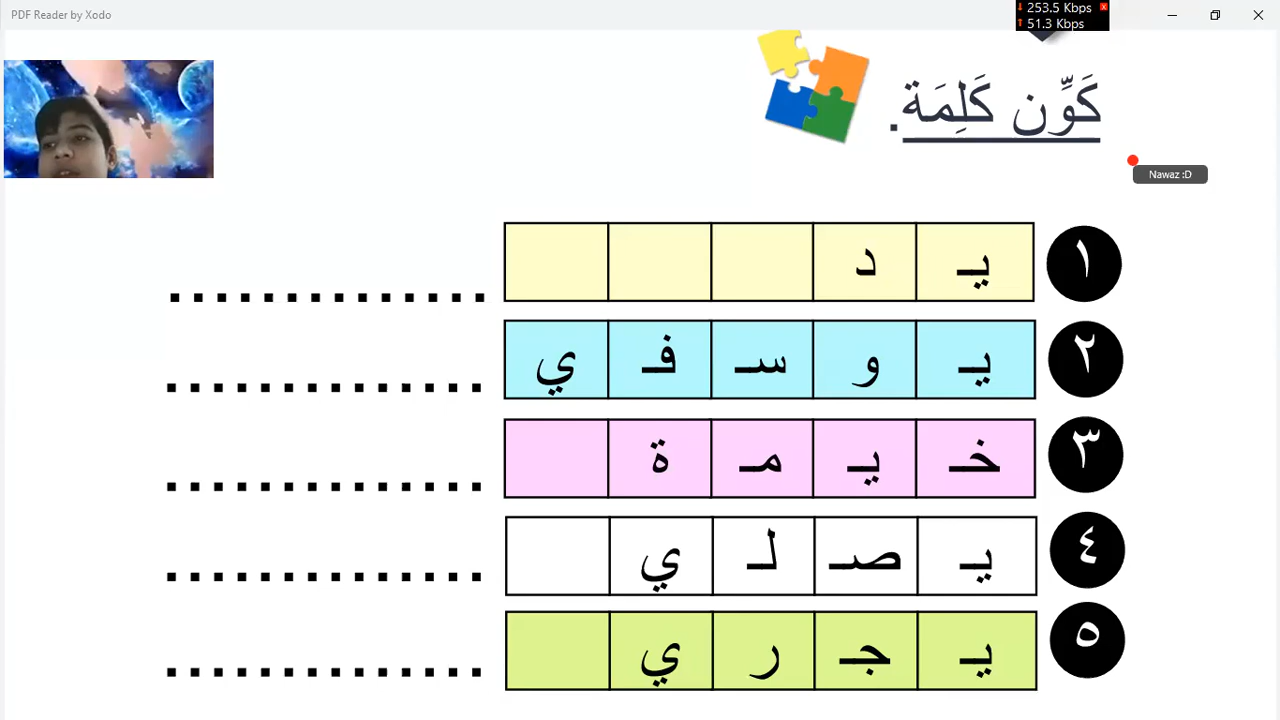 PDF Reader by Xodo
253.5 Kbps
51.3 Kbps
كَوِّن كَلِمَة.
Nawaz :D
١ يـ د .............
٢ يـ و سـ فـ ي ..............
٣ خـ يـ مـ ة ..............
٤ يـ صـ لـ ي ..............
٥ يـ جـ ر ي ..............